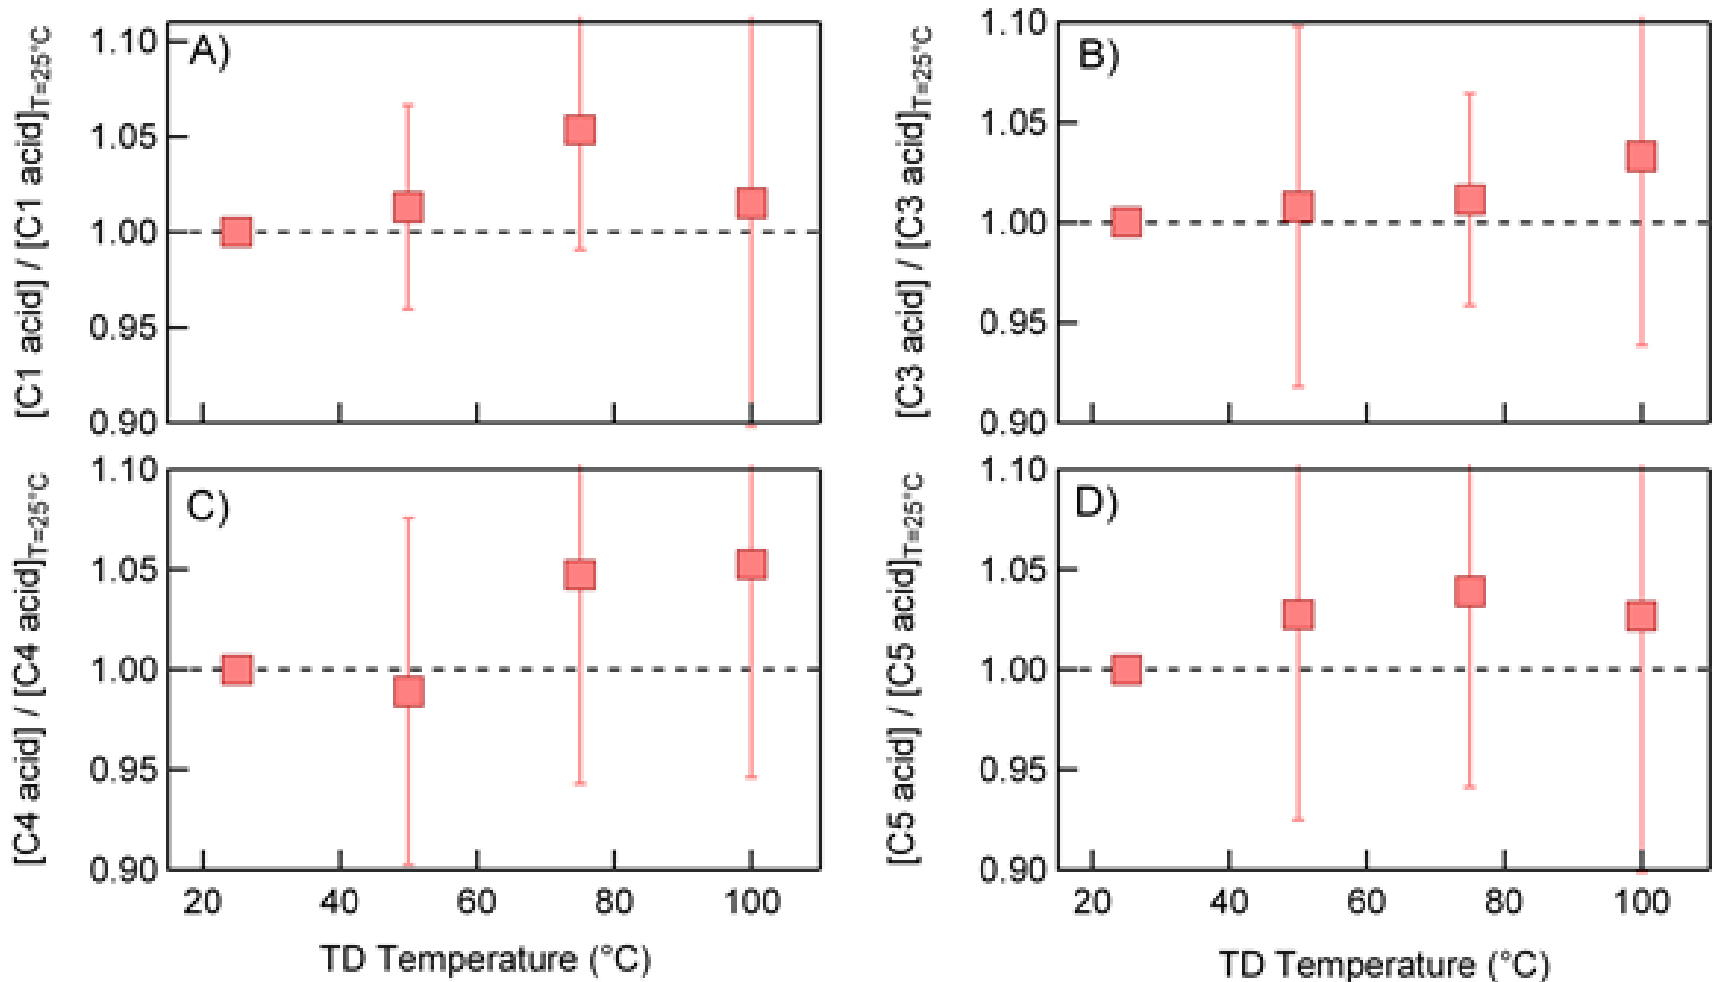 A)
[C1 acid] / [C1 acid]T=25°C
1.10
1.05
1.00
0.95
0.90
B)
[C3 acid] / [C3 acid]T=25°C
1.10
1.05
1.00
0.95
0.90
C)
[C4 acid] / [C4 acid]T=25°C
1.10
1.05
1.00
0.95
0.90
20 40 60 80 100
TD Temperature (°C)
D)
[C5 acid] / [C5 acid]T=25°C
1.10
1.05
1.00
0.95
0.90
20 40 60 80 100
TD Temperature (°C)